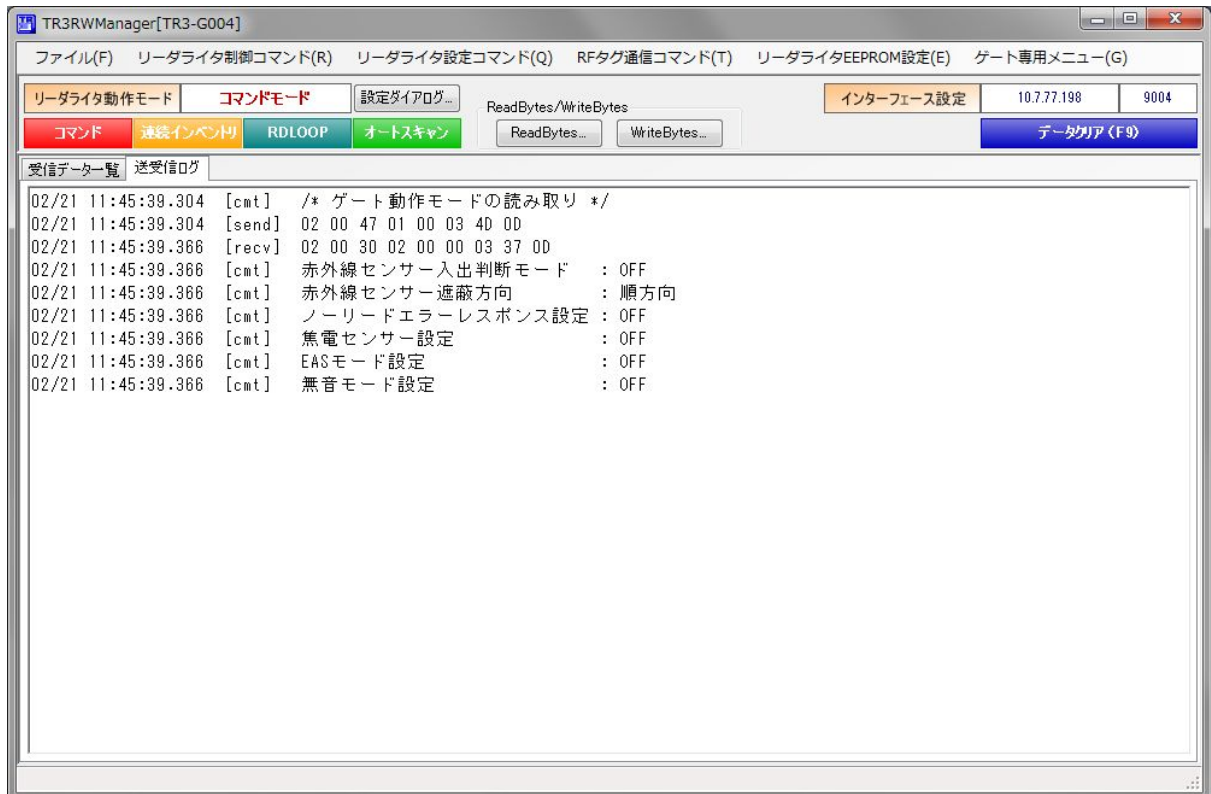 TR3RWManager[TR3-G004]
ファイル(F) リーダライタ制御コマンド(R) リーダライタ設定コマンド(Q) RFタグ通信コマンド(T) リーダライタEEPROM設定(E) ゲート専用メニュー(G)
リーダライタ動作モード コマンドモード 設定ダイアログ... ReadBytes/WriteBytes インターフェース設定 10.7.77.198 9004
コマンド 連続インベントリ RDLOOP オートスキャン ReadBytes... WriteBytes... データクリア (F9)
受信データ一覧 送受信ログ
02/21 11:45:39.304 [cmt] /* ゲート動作モードの読み取り */
02/21 11:45:39.304 [send] 02 00 47 01 00 03 4D 0D
02/21 11:45:39.366 [recv] 02 00 30 02 00 00 03 37 0D
02/21 11:45:39.366 [cmt] 赤外線センサー入出判断モード : OFF
02/21 11:45:39.366 [cmt] 赤外線センサー遮蔽方向 : 順方向
02/21 11:45:39.366 [cmt] ノーリードエラーレスポンス設定 : OFF
02/21 11:45:39.366 [cmt] 焦電センサー設定 : OFF
02/21 11:45:39.366 [cmt] EASモード設定 : OFF
02/21 11:45:39.366 [cmt] 無音モード設定 : OFF